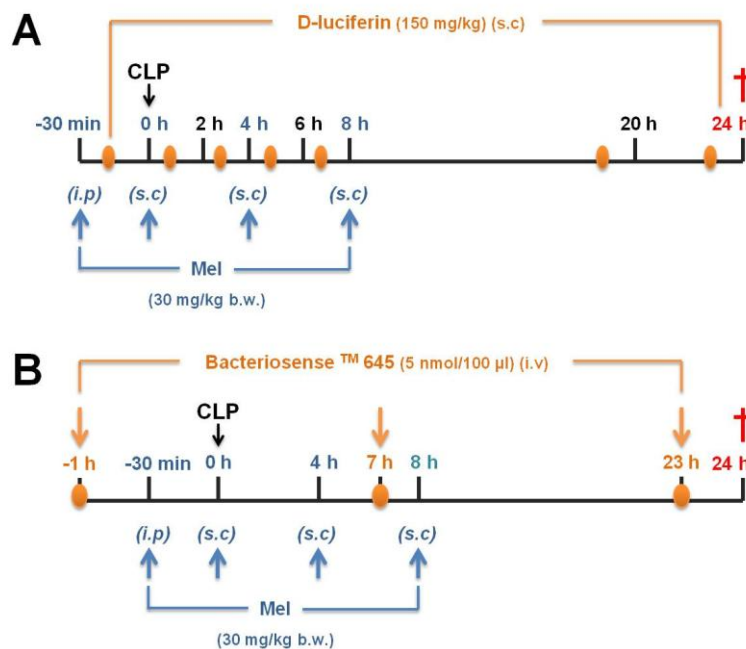 A
D-luciferin (150 mg/kg) (s.c)
CLP
-30 min 0 h 2 h 4 h 6 h 8 h 20 h 24 h
(i.p) (s.c) (s.c) (s.c)
Mel
(30 mg/kg b.w.)
B
Bacteriosense ™ 645 (5 nmol/100 µl) (i.v)
CLP
-1 h -30 min 0 h 4 h 7 h 8 h 23 h 24 h
(i.p) (s.c) (s.c) (s.c)
Mel
(30 mg/kg b.w.)